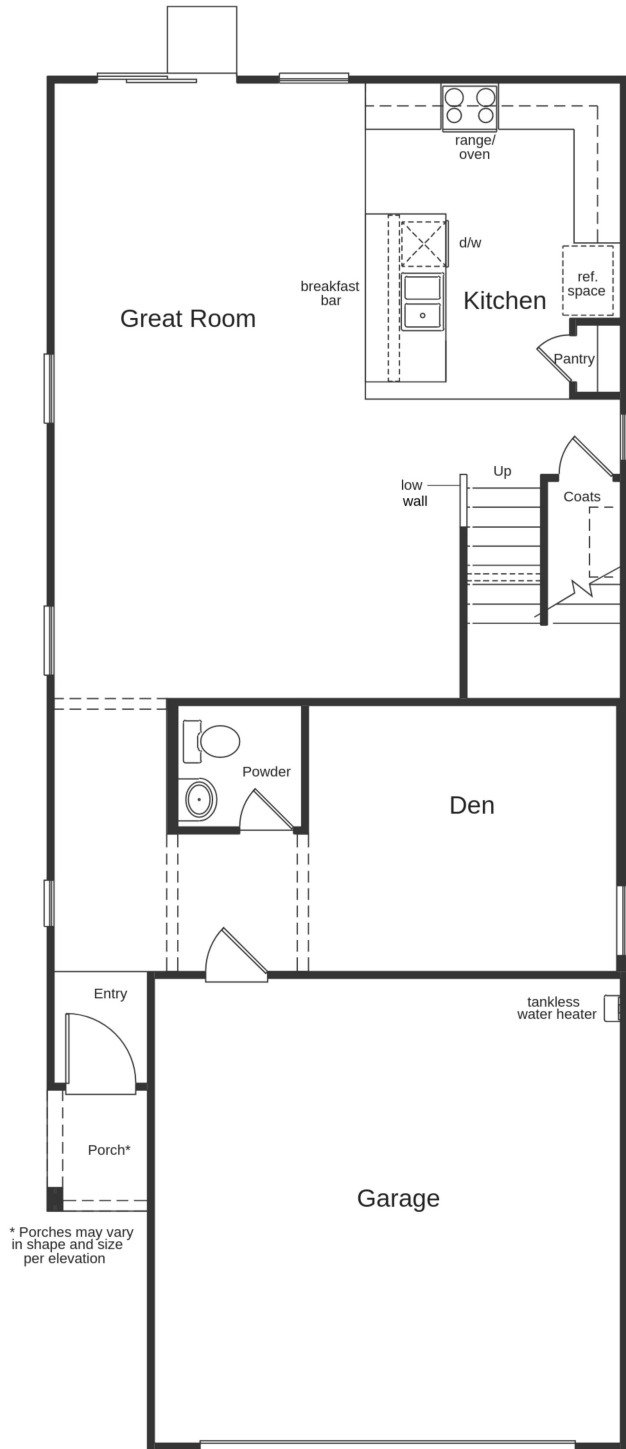 range/
oven
d/w
breakfast
bar
ref.
space
Great Room
Kitchen
Pantry
Up
low
wall
Coats
Powder
Den
Entry
tankless
water heater
Porch*
Garage
* Porches may vary
in shape and size
per elevation